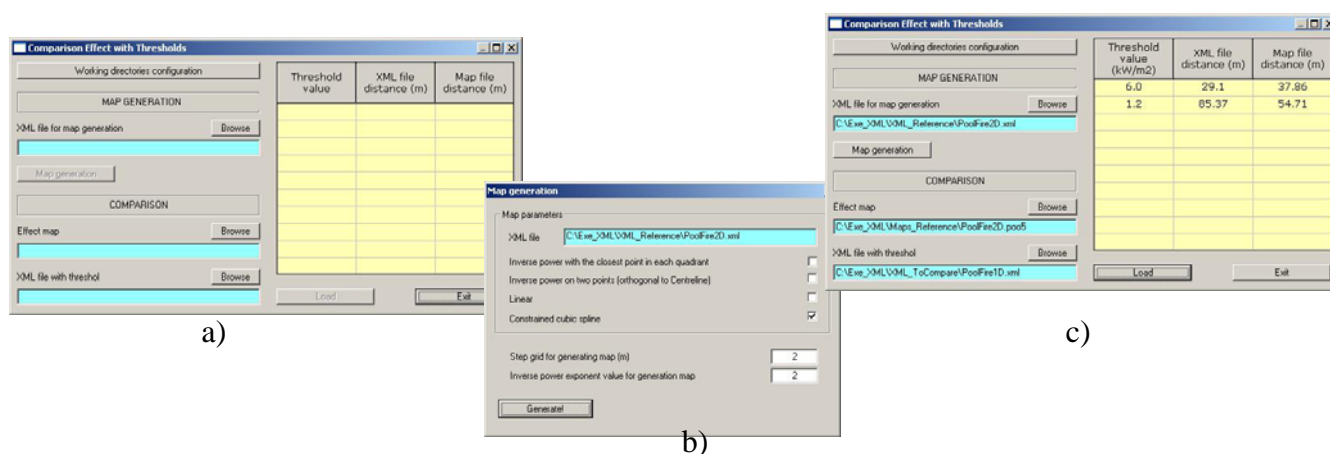 Comparison Effect with Thresholds
Working directories configuration
MAP GENERATION
XML file for map generation
Browse
Map generation
COMPARISON
Effect map
Browse
XML file with threshol
Browse
Threshold value
XML file distance (m)
Map file distance (m)
Load
Exit
a)
Map generation
Map parameters
XML file
C:\Exe_XML\XML_Reference\PoolFire2D.xml
Inverse power with the closest point in each quadrant
Inverse power on two points (orthogonal to Centreline)
Linear
Constrained cubic spline
Step grid for generating map (m)
2
Inverse power exponent value for generation map
2
Generate!
b)
Comparison Effect with Thresholds
Working directories configuration
MAP GENERATION
XML file for map generation
Browse
C:\Exe_XML\XML_Reference\PoolFire2D.xml
Map generation
COMPARISON
Effect map
Browse
C:\Exe_XML\Maps_Reference\PoolFire2D.poo5
XML file with threshol
Browse
C:\Exe_XML\XML_ToCompare\PoolFire1D.xml
Threshold value (kW/m2)
XML file distance (m)
Map file distance (m)
6.0 29.1 37.86
1.2 85.37 54.71
Load
Exit
c)